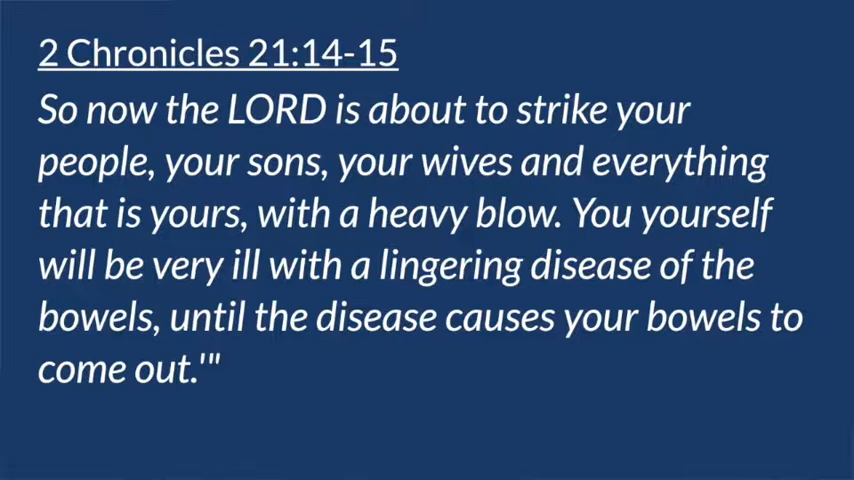 2 Chronicles 21:14-15
So now the LORD is about to strike your
people, your sons, your wives and everything
that is yours, with a heavy blow. You yourself
will be very ill with a lingering disease of the
bowels, until the disease causes your bowels to
come out.'"